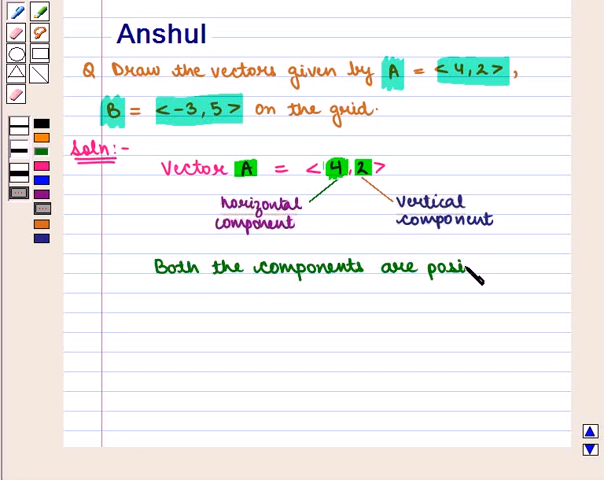 Anshul
Q Draw the vectors given by A = < 4, 2 > ,
B = < -3, 5 > on the grid.
Soln:-
Vector A = < 4, 2 >
horizontal component
vertical component
Both the components are posi